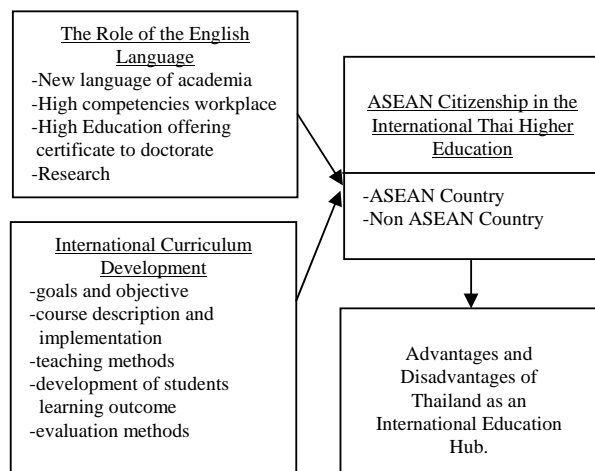 The Role of the English
Language
-New language of academia
-High competencies workplace
-High Education offering
certificate to doctorate
-Research
International Curriculum
Development
-goals and objective
-course description and
implementation
-teaching methods
-development of students
learning outcome
-evaluation methods
ASEAN Citizenship in the
International Thai Higher
Education
-ASEAN Country
-Non ASEAN Country
Advantages and
Disadvantages of
Thailand as an
International Education
Hub.